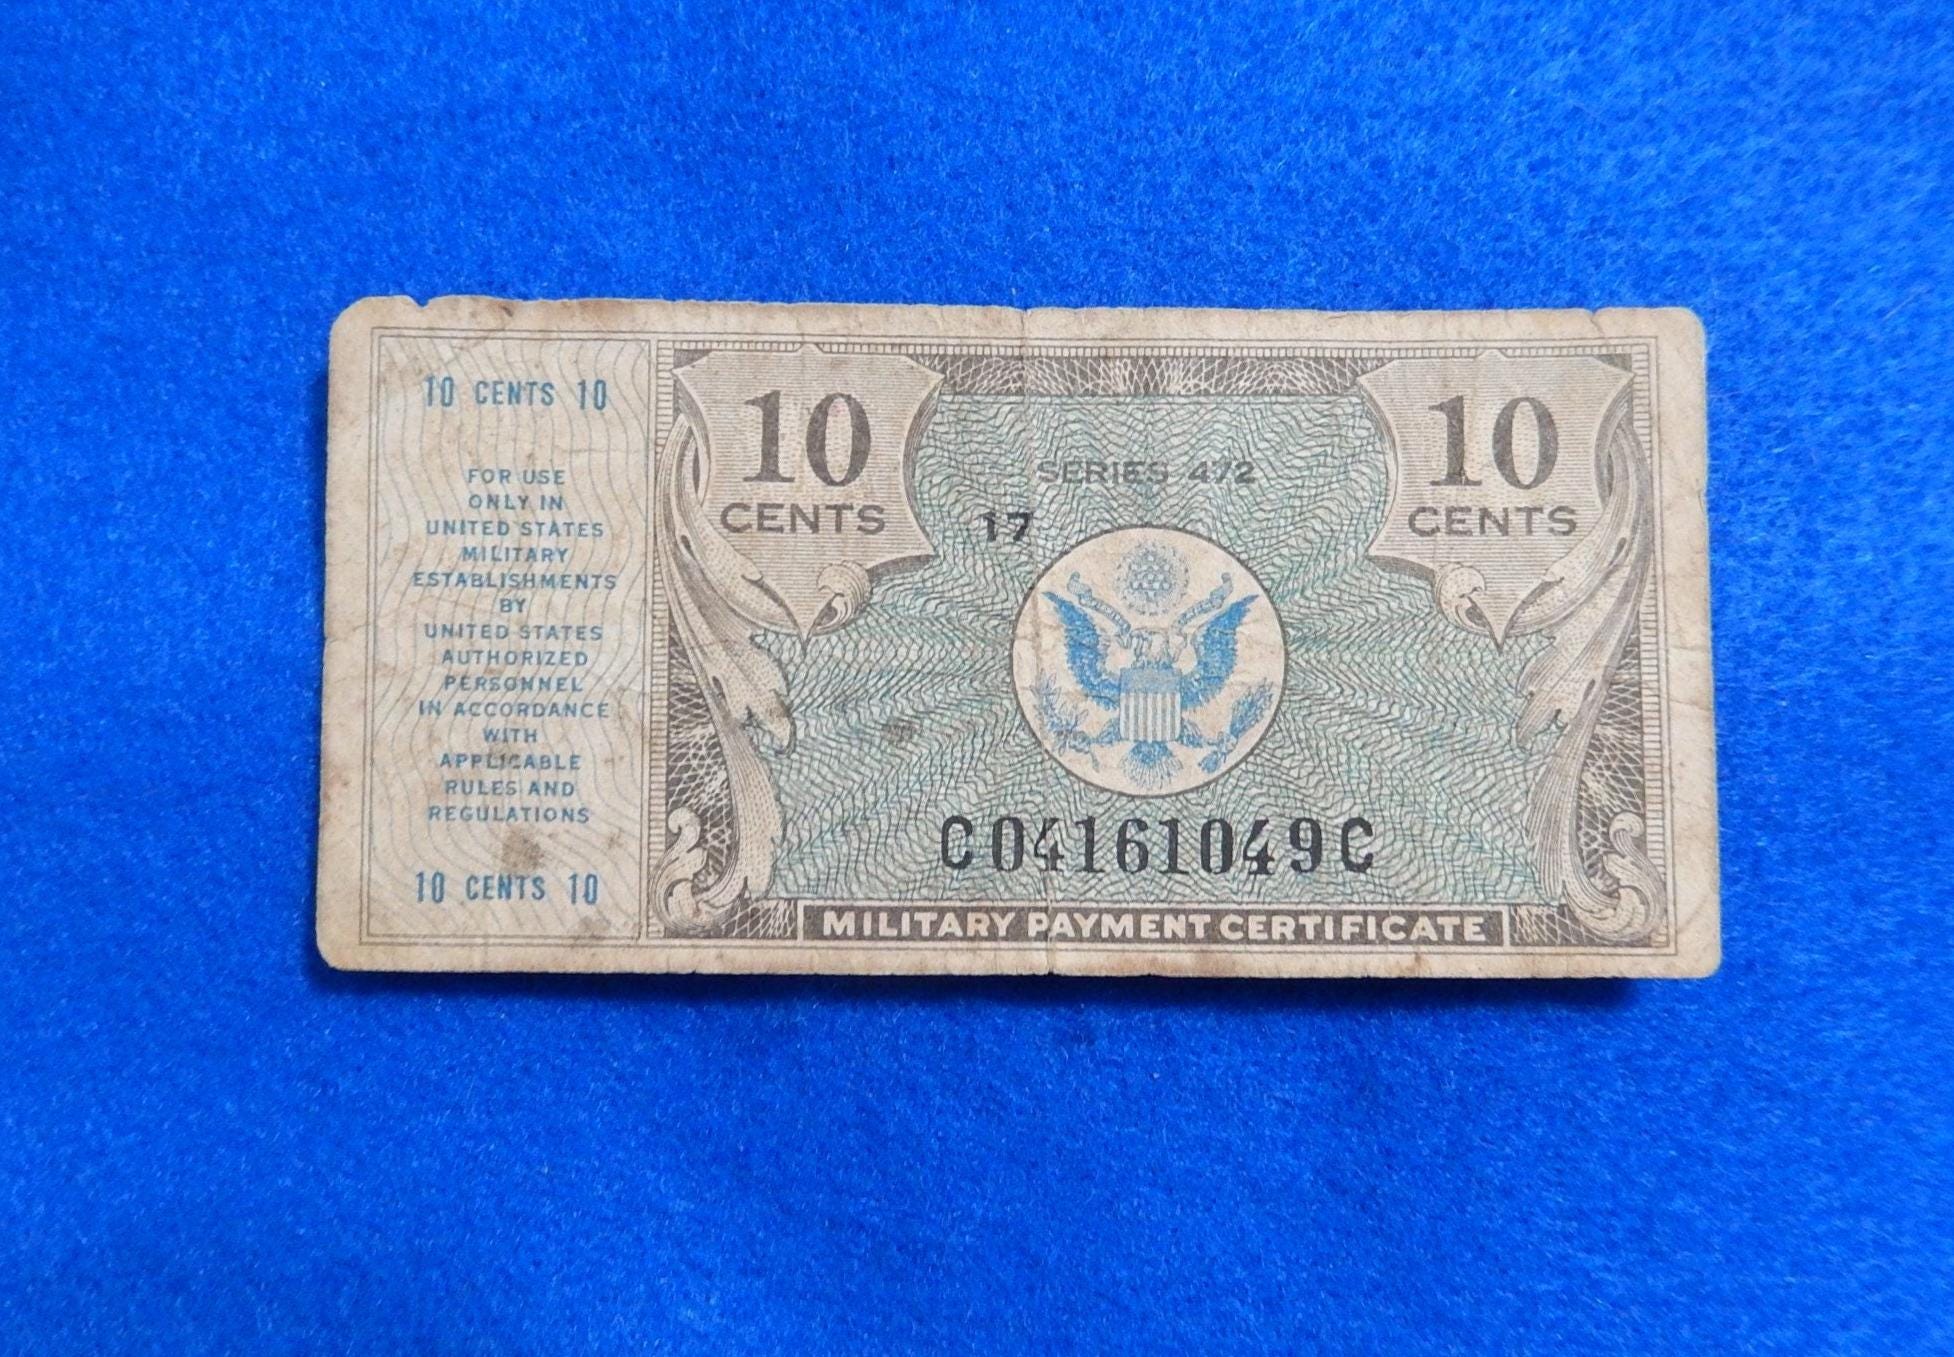 10 CENTS 10
FOR USE
ONLY IN
UNITED STATES
MILITARY
ESTABLISHMENTS
BY
UNITED STATES
AUTHORIZED
PERSONNEL
IN ACCORDANCE
WITH
APPLICABLE
RULES AND
REGULATIONS
10 CENTS 10
10
CENTS
SERIES 472
17
10
CENTS
C04161049C
MILITARY PAYMENT CERTIFICATE